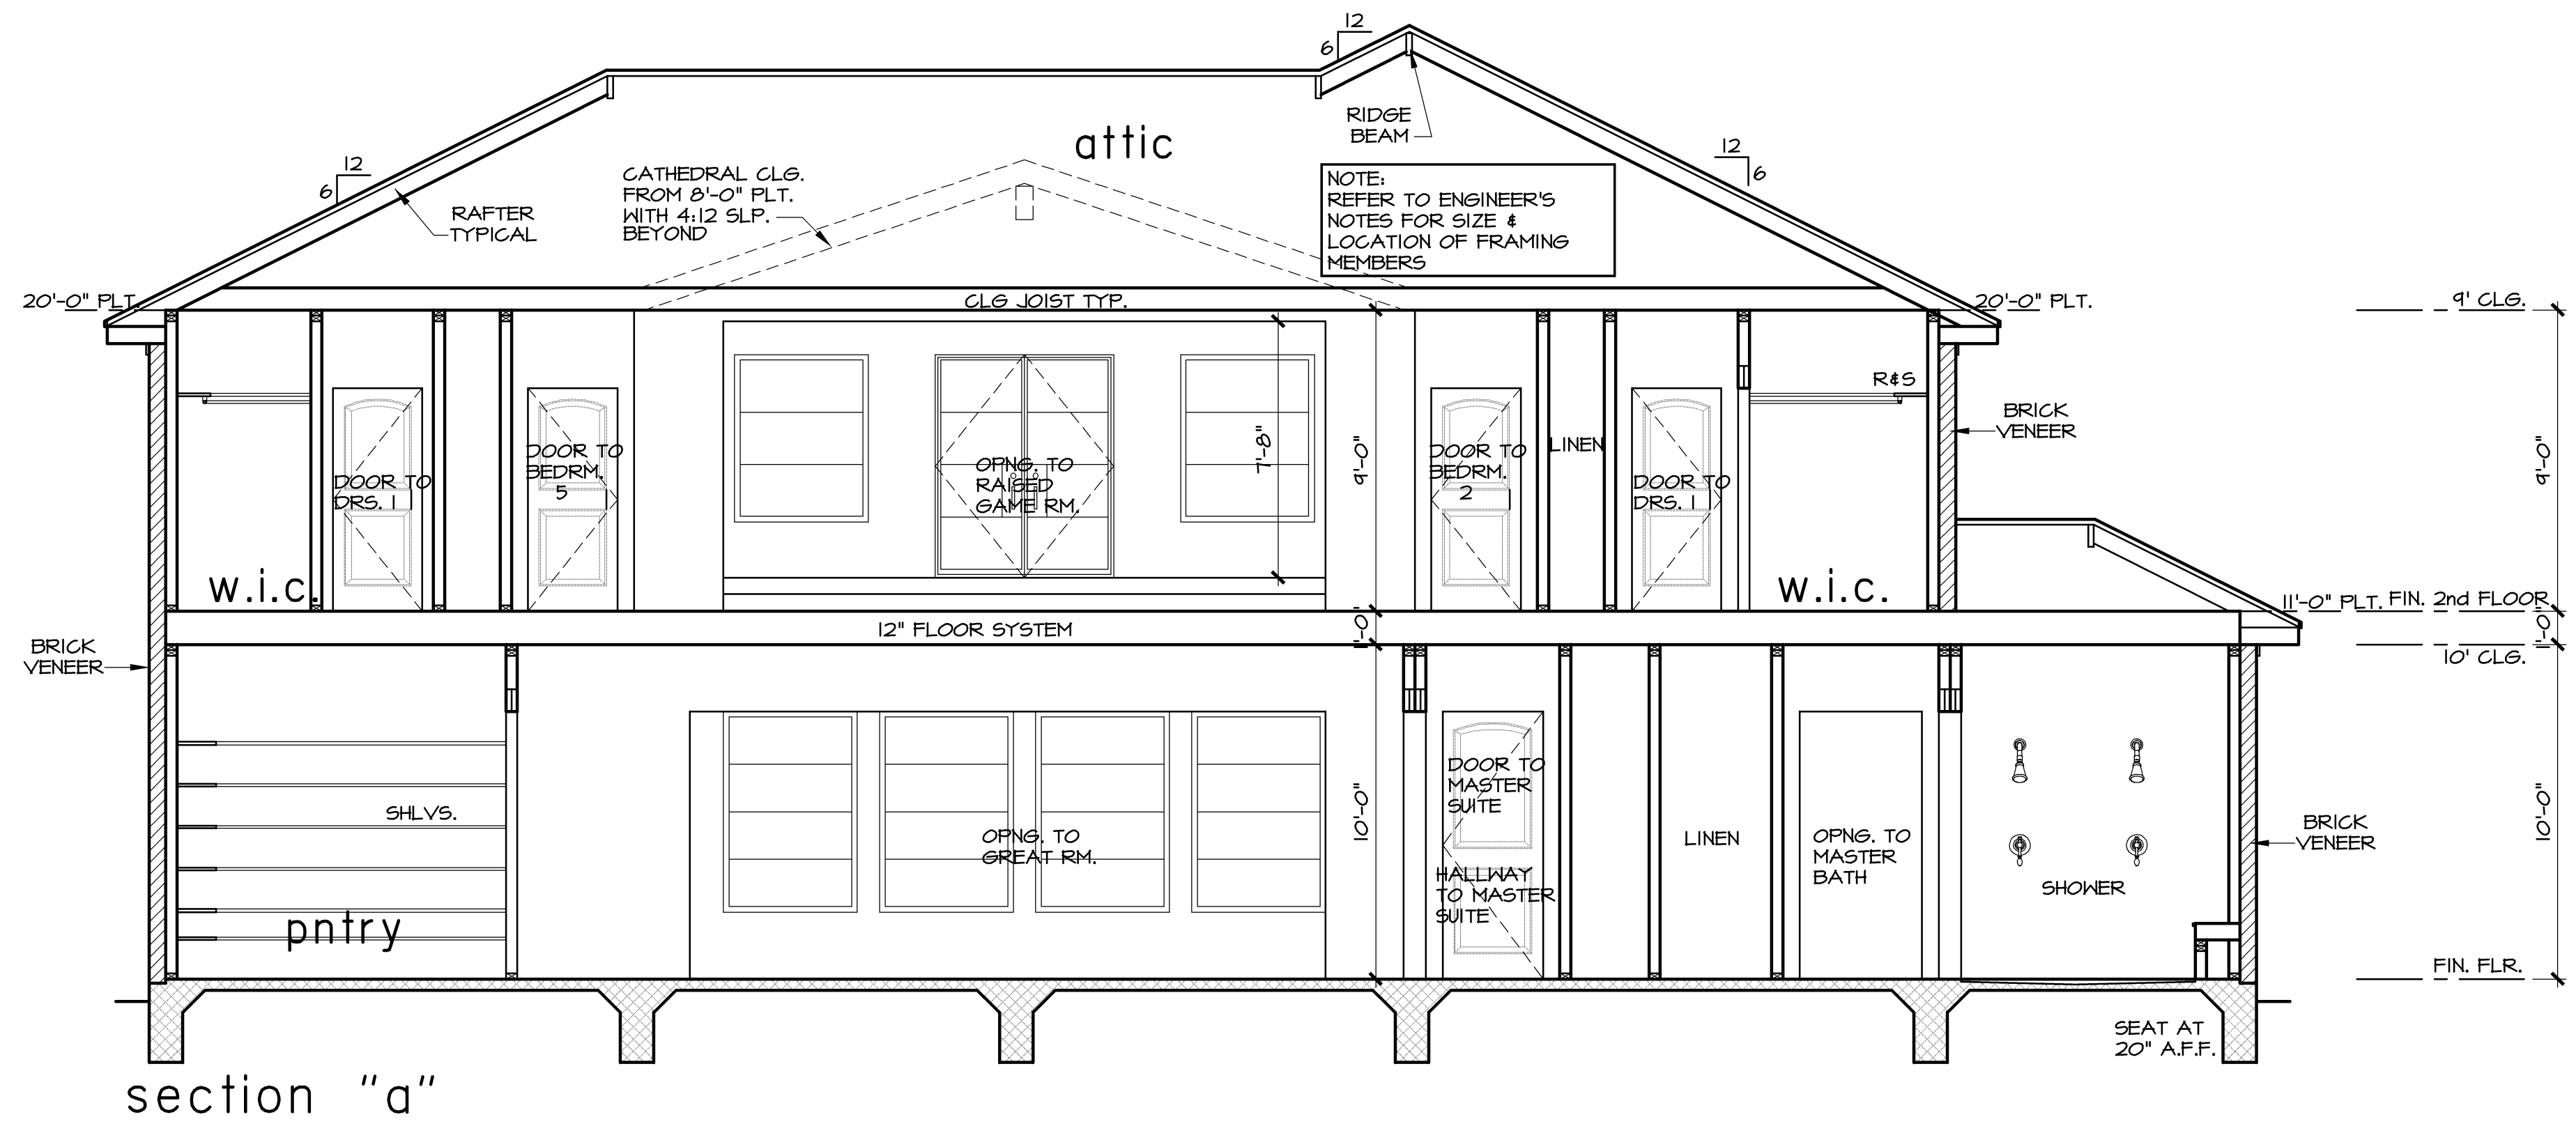 12
6
RIDGE
BEAM
attic
12
6
12
6
CATHEDRAL CLG.
FROM 8'-0" PLT.
WITH 4:12 SLP.
BEYOND
RAFTER
TYPICAL
NOTE:
REFER TO ENGINEER'S
NOTES FOR SIZE &
LOCATION OF FRAMING
MEMBERS
20'-0" PLT.
CLG JOIST TYP.
20'-0" PLT.
9' CLG.
R&S
BRICK
VENEER
DOOR TO
DRS. 1
DOOR TO
BEDRM.
5
OPNG. TO
RAISED
GAME RM.
7'-8"
9'-0"
DOOR TO
BEDRM.
2
LINEN
DOOR TO
DRS. 1
9'-0"
w.i.c.
w.i.c.
11'-0" PLT.
FIN. 2nd FLOOR
12" FLOOR SYSTEM
1'-0"
1'-0"
BRICK
VENEER
10' CLG.
SHLVS.
pntry
OPNG. TO
GREAT RM.
10'-0"
DOOR TO
MASTER
SUITE
HALLWAY
TO MASTER
SUITE
LINEN
OPNG. TO
MASTER
BATH
SHOWER
BRICK
VENEER
10'-0"
FIN. FLR.
SEAT AT
20" A.F.F.
section "a"